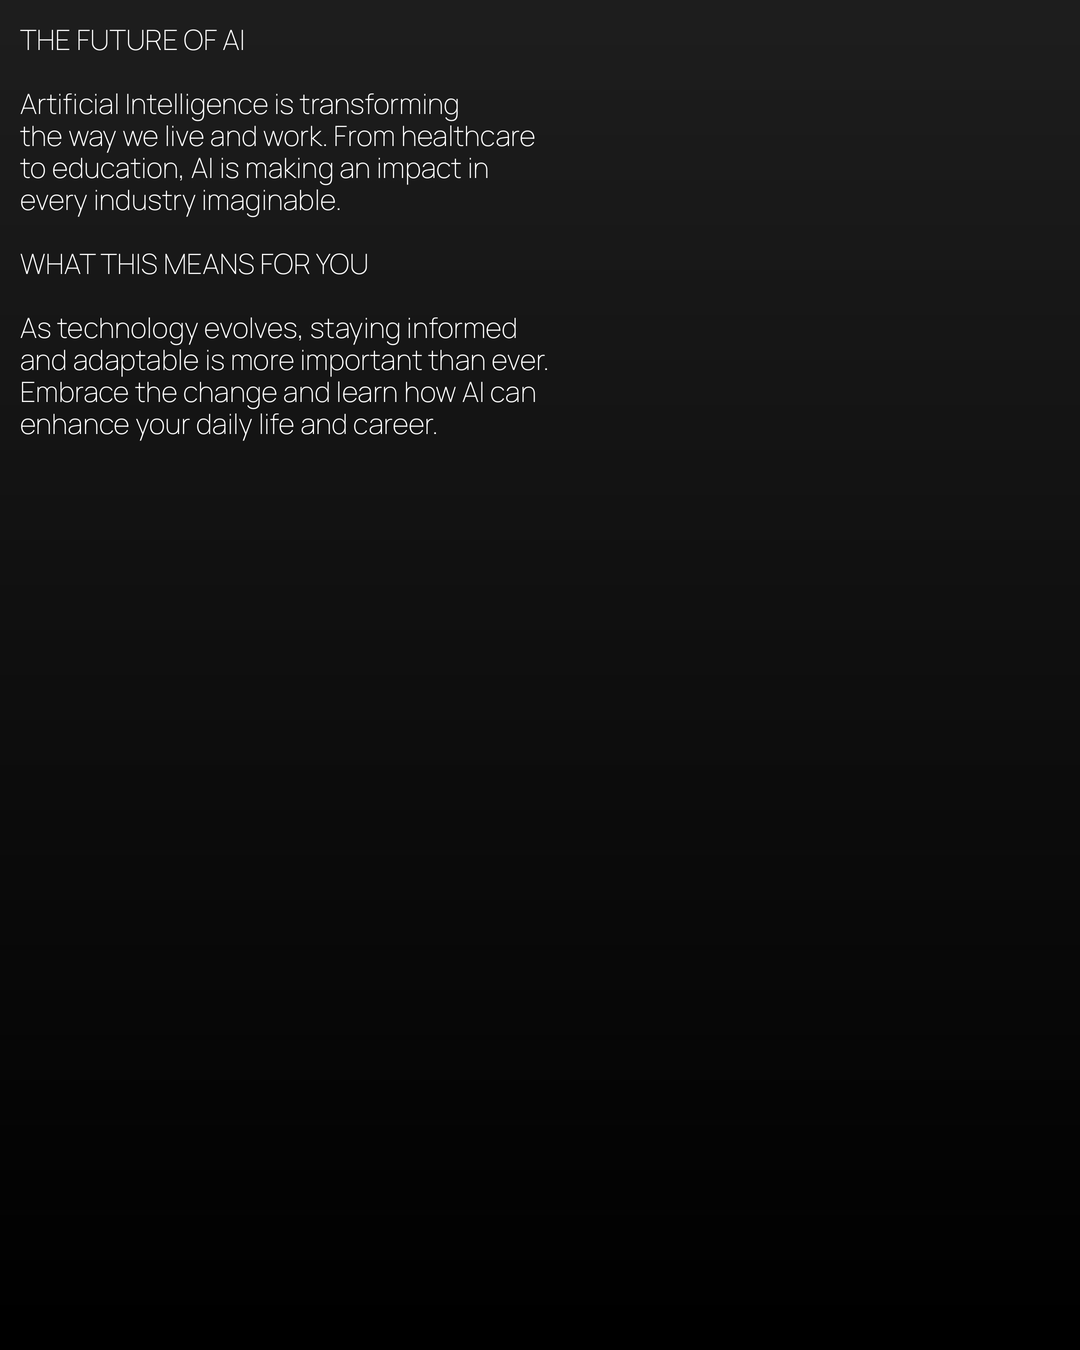 THE FUTURE OF AI
Artificial Intelligence is transforming
the way we live and work. From healthcare
to education, AI is making an impact in
every industry imaginable.
WHAT THIS MEANS FOR YOU
As technology evolves, staying informed
and adaptable is more important than ever.
Embrace the change and learn how AI can
enhance your daily life and career.